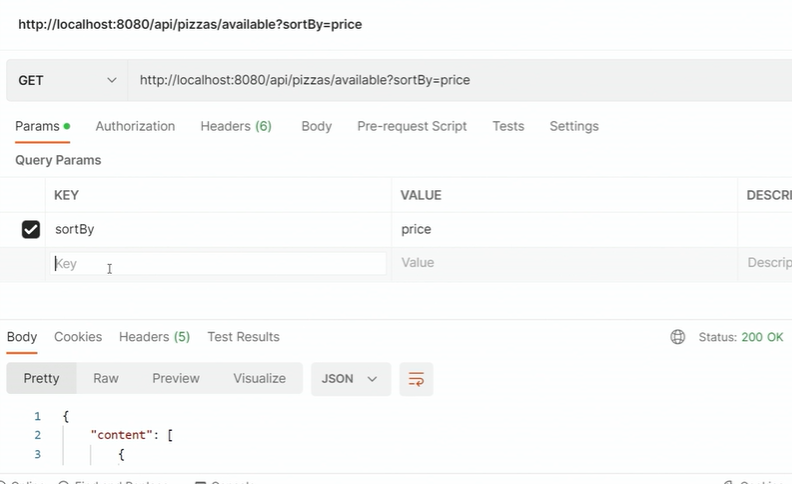 http://localhost:8080/api/pizzas/available?sortBy=price
GET http://localhost:8080/api/pizzas/available?sortBy=price
Params Authorization Headers (6) Body Pre-request Script Tests Settings
Query Params
KEY VALUE DESCRI
sortBy price
Key Value Descrip
Body Cookies Headers (5) Test Results Status: 200 OK
Pretty Raw Preview Visualize JSON
1 {
2 "content": [
3 {